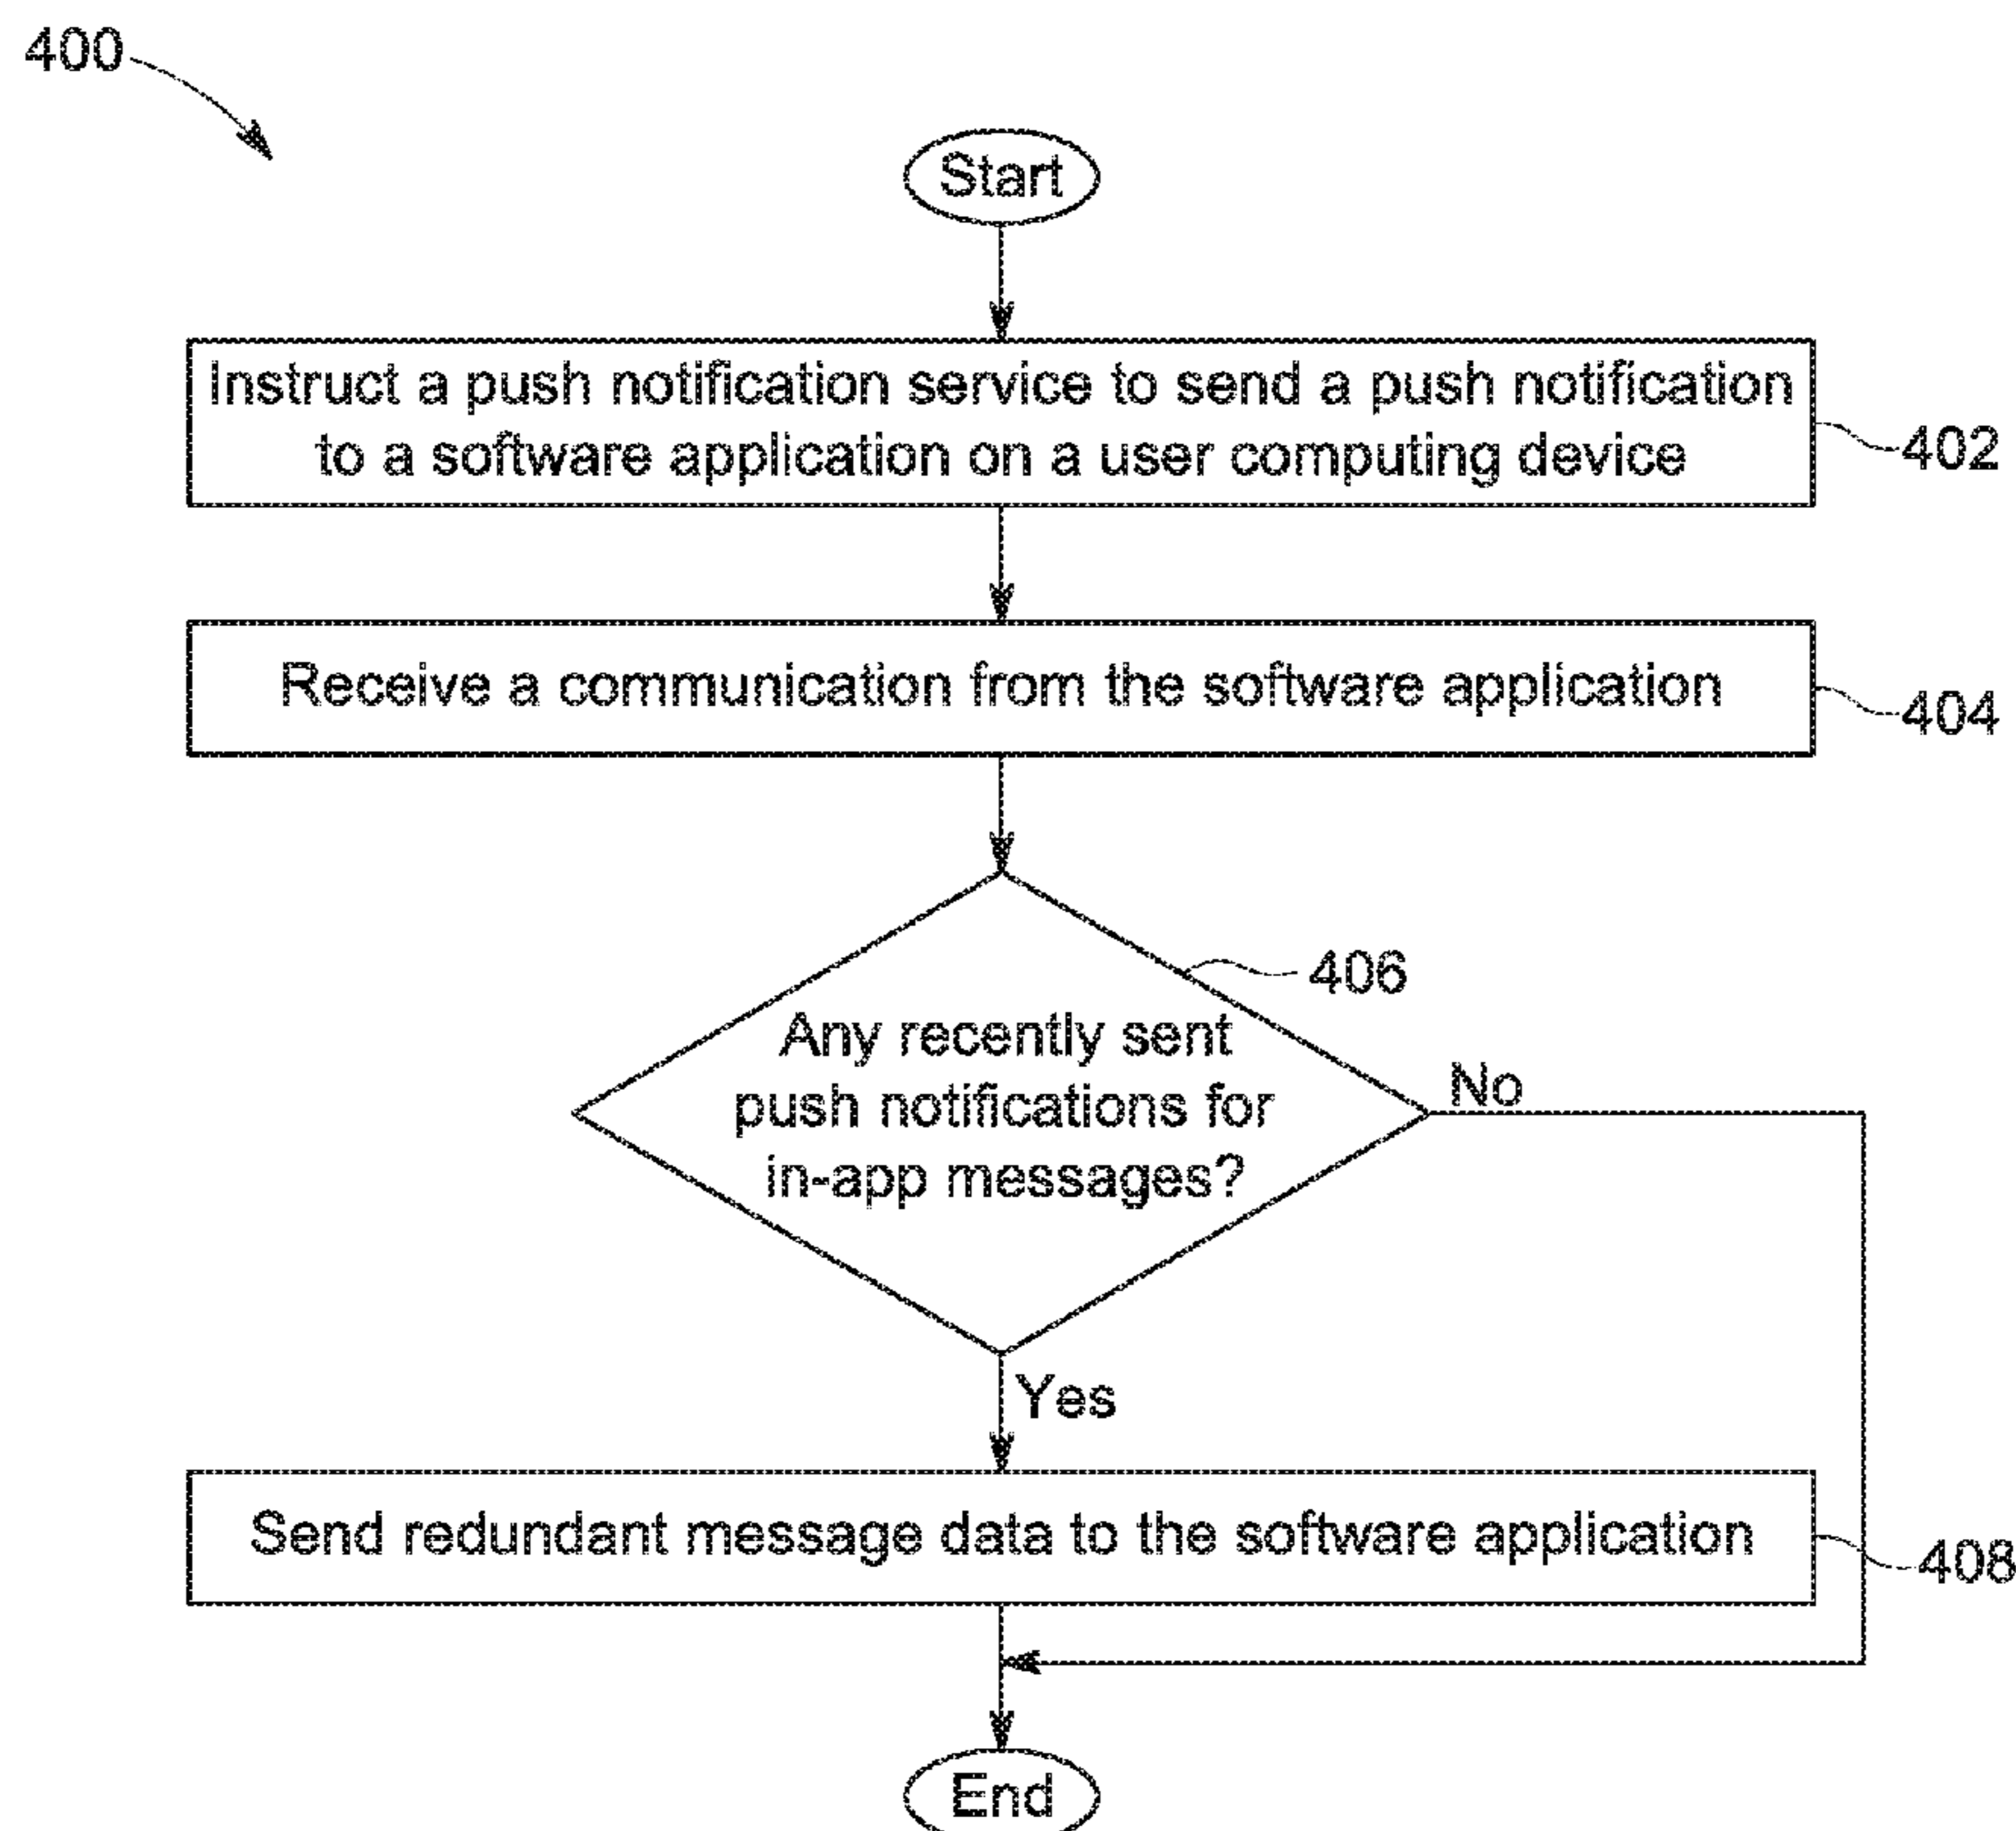 400
Start
Instruct a push notification service to send a push notification
to a software application on a user computing device
402
Receive a communication from the software application
404
406
Any recently sent
push notifications for
in-app messages?
No
Yes
Send redundant message data to the software application
408
End